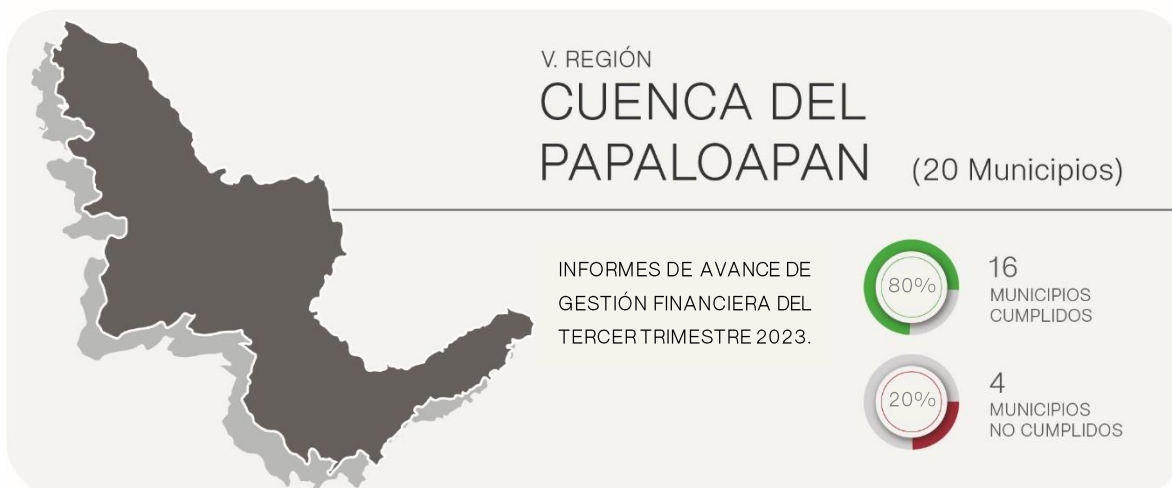 V. REGIÓN
CUENCA DEL
PAPALOAPAN (20 Municipios)
INFORMES DE AVANCE DE
GESTIÓN FINANCIERA DEL
TERCER TRIMESTRE 2023.
80%
16
MUNICIPIOS
CUMPLIDOS
20%
4
MUNICIPIOS
NO CUMPLIDOS